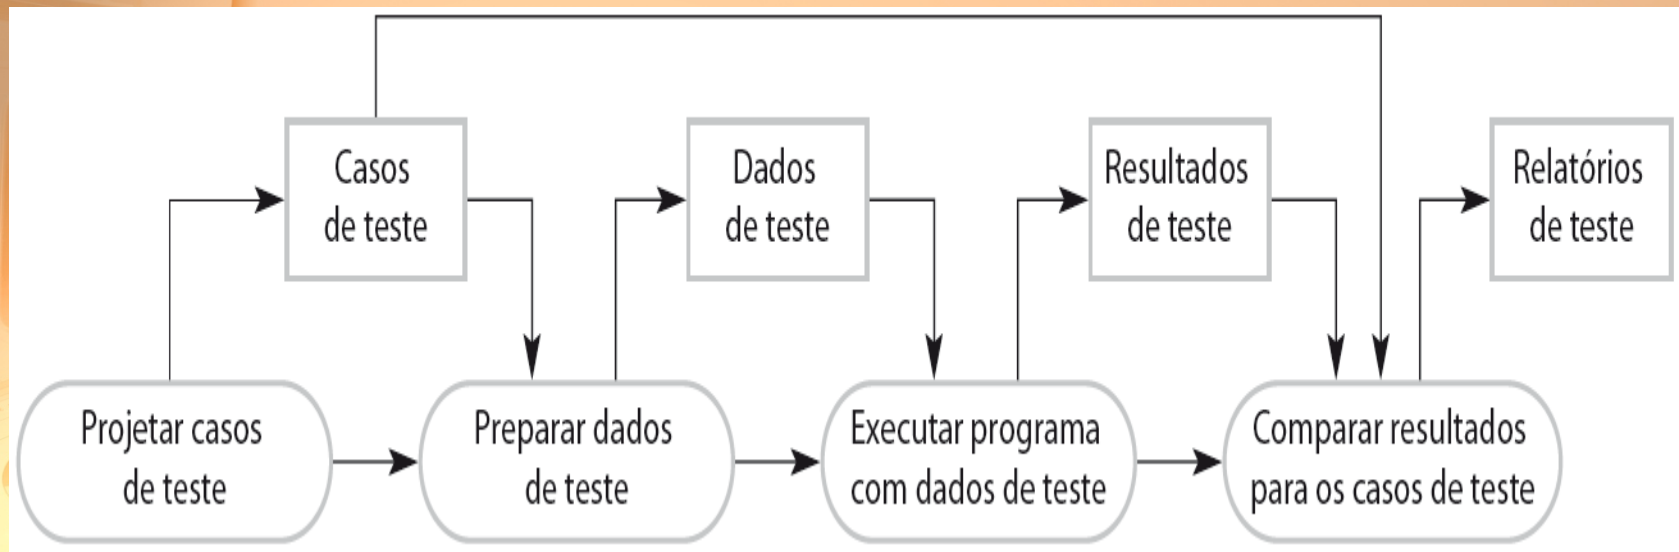 Casos
de teste
Dados
de teste
Resultados
de teste
Relatórios
de teste
Projetar casos
de teste
Preparar dados
de teste
Executar programa
com dados de teste
Comparar resultados
para os casos de teste